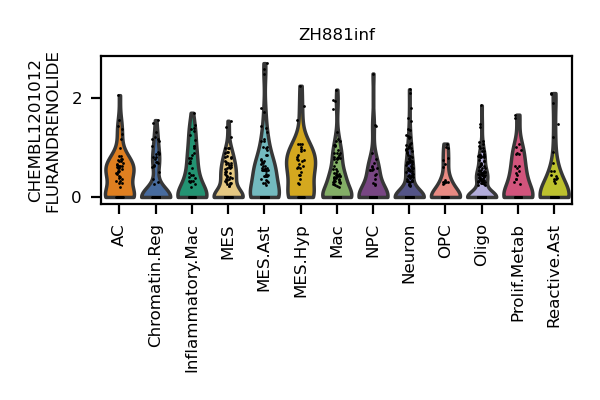 ZH881inf
CHEMBL1201012
FLURANDRENOLIDE
2
0
AC
Chromatin.Reg
Inflammatory.Mac
MES
MES.Ast
MES.Hyp
Mac
NPC
Neuron
OPC
Oligo
Prolif.Metab
Reactive.Ast